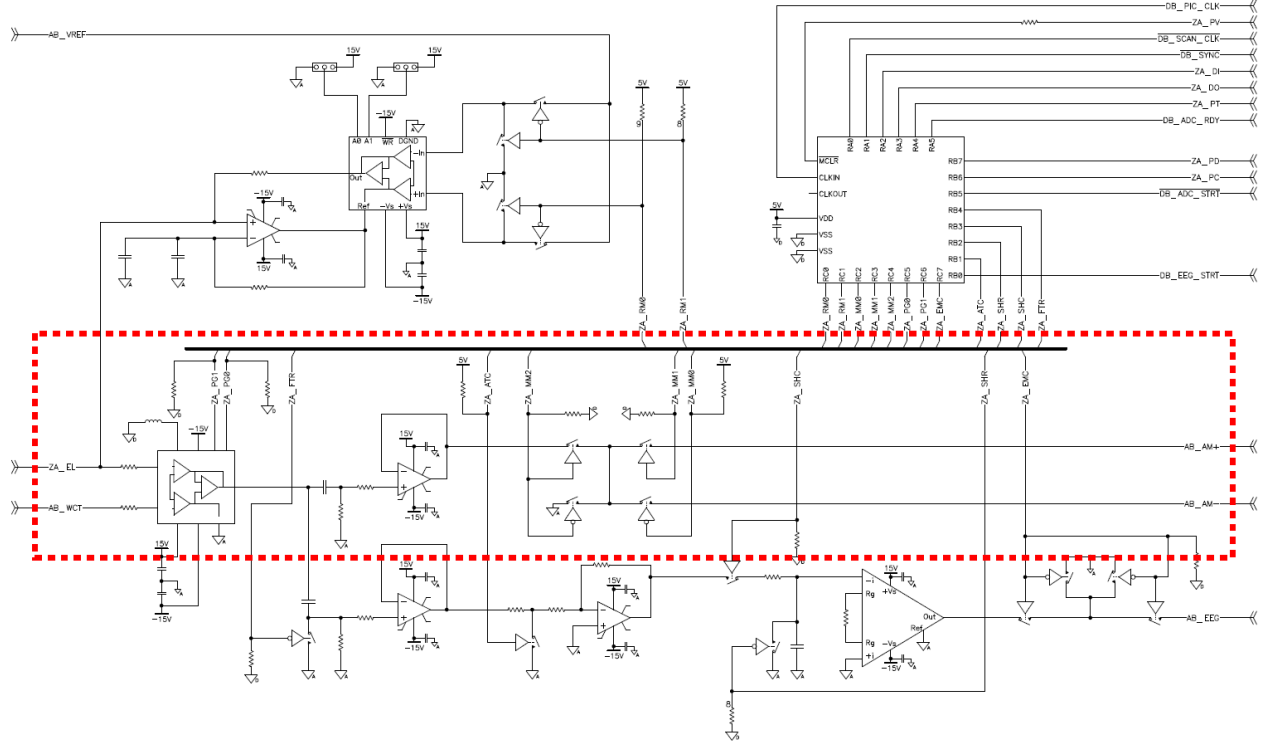 DB_PIC_CLK
ZA_PV
AB_VREF
DB_SCAN_CLK
DB_SYNC
ZA_DI
ZA_DO
ZA_PT
DB_ADC_RDY
15V
15V
-15V
A0 A1 WR DGND
-In
Out
+In
Ref -Vs +Vs
-15V
15V
15V
-15V
5V
5V
9
8
ZA_RM0
ZA_RM1
RA0
RA1
RA2
RA3
RA4
RA5
MCLR
CLKIN
CLKOUT
VDD
VSS
VSS
5V
RB7
RB6
RB5
RB4
RB3
RB2
RB1
RB0
ZA_PD
ZA_PC
DB_ADC_STRT
DB_EEG_STRT
RC0
RC1
RC2
RC3
RC4
RC5
RC6
RC7
ZA_RM0
ZA_RM1
ZA_MM0
ZA_MM1
ZA_MM2
ZA_PG0
ZA_PG1
ZA_EMC
ZA_ATC
ZA_SHR
ZA_SHC
ZA_FTR
ZA_PG1
ZA_PG0
ZA_FTR
5V
ZA_ATC
ZA_MM2
ZA_MM1
ZA_MM0
5V
ZA_SHC
ZA_SHR
ZA_EMC
-15V
15V
-15V
ZA_EL
AB_WCT
AB_AM+
AB_AM-
15V
-15V
15V
-15V
15V
-15V
-i
Rg
Rg
+i
15V
+Vs
Out
Ref
-Vs
-15V
AB_EEG
8